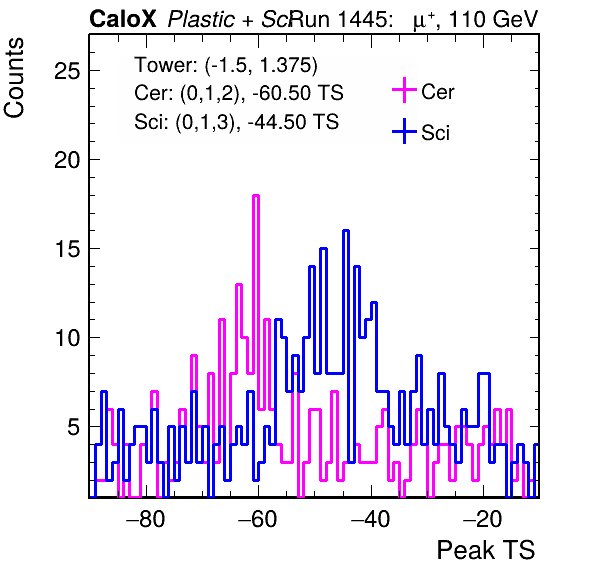 CaloX Plastic + Sci Run 1445: μ⁺, 110 GeV
Counts
Tower: (-1.5, 1.375)
Cer: (0,1,2), -60.50 TS
Sci: (0,1,3), -44.50 TS
Cer
Sci
25
20
15
10
5
−80 −60 −40 −20
Peak TS